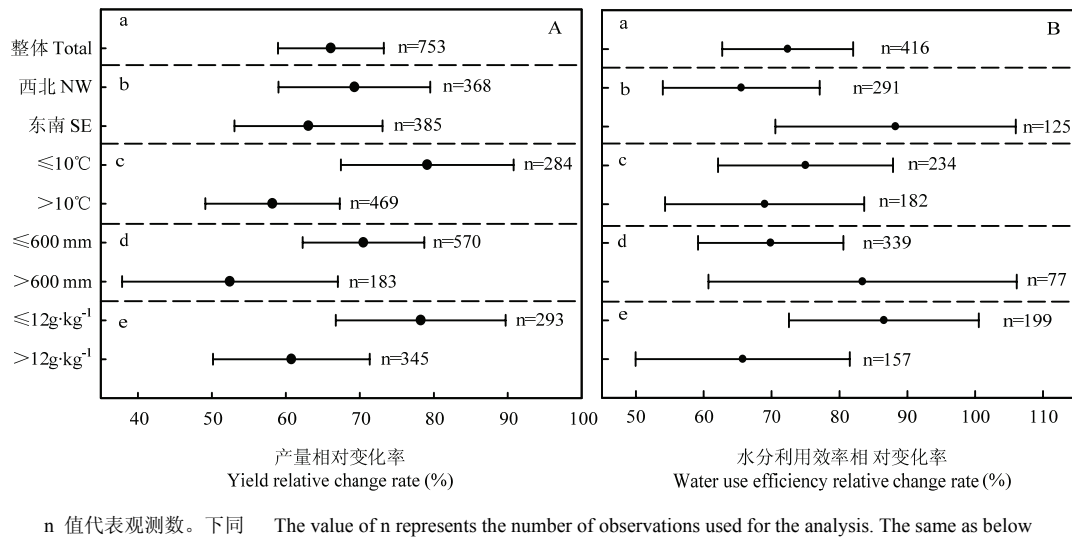 a
A
整体 Total
n=753
西北 NW
b
n=368
东南 SE
n=385
≤10℃
c
n=284
>10℃
n=469
≤600 mm
d
n=570
>600 mm
n=183
≤12g·kg⁻¹
e
n=293
>12g·kg⁻¹
n=345
40 50 60 70 80 90 100
产量相对变化率
Yield relative change rate (%)
a
B
n=416
b
n=291
n=125
c
n=234
n=182
d
n=339
n=77
e
n=199
n=157
50 60 70 80 90 100 110
水分利用效率相对变化率
Water use efficiency relative change rate (%)
n 值代表观测数。下同 The value of n represents the number of observations used for the analysis. The same as below